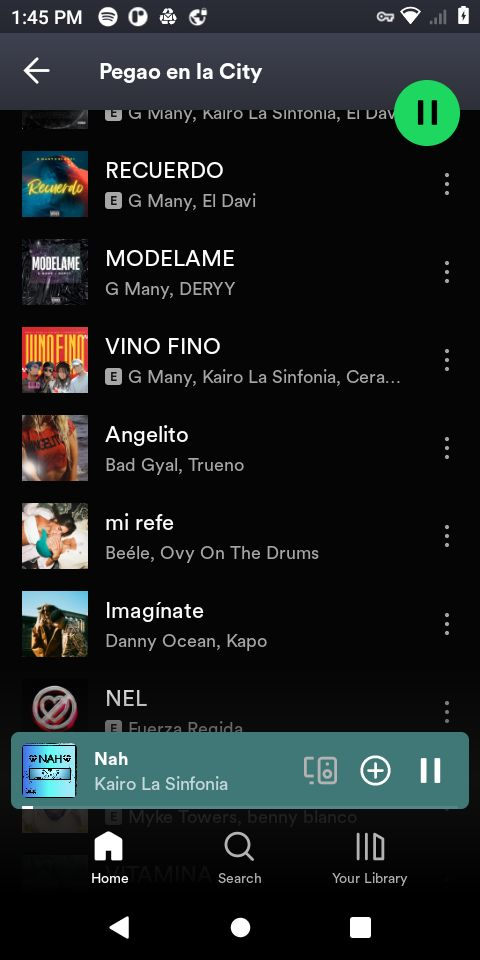 1:45 PM
Pegao en la City
E G Many, Kairo La Sinfonia, El Dav
RECUERDO
E G Many, El Davi
MODELAME
G Many, DERYY
VINO FINO
E G Many, Kairo La Sinfonia, Cera...
Angelito
Bad Gyal, Trueno
mi refe
Beéle, Ovy On The Drums
Imagínate
Danny Ocean, Kapo
NEL
E Fuerza Regida
Nah
Kairo La Sinfonia
E Myke Towers, benny blanco
VITAMINA
Home
Search
Your Library
Recuerdo
MODELAME
VINO FINO
NAH